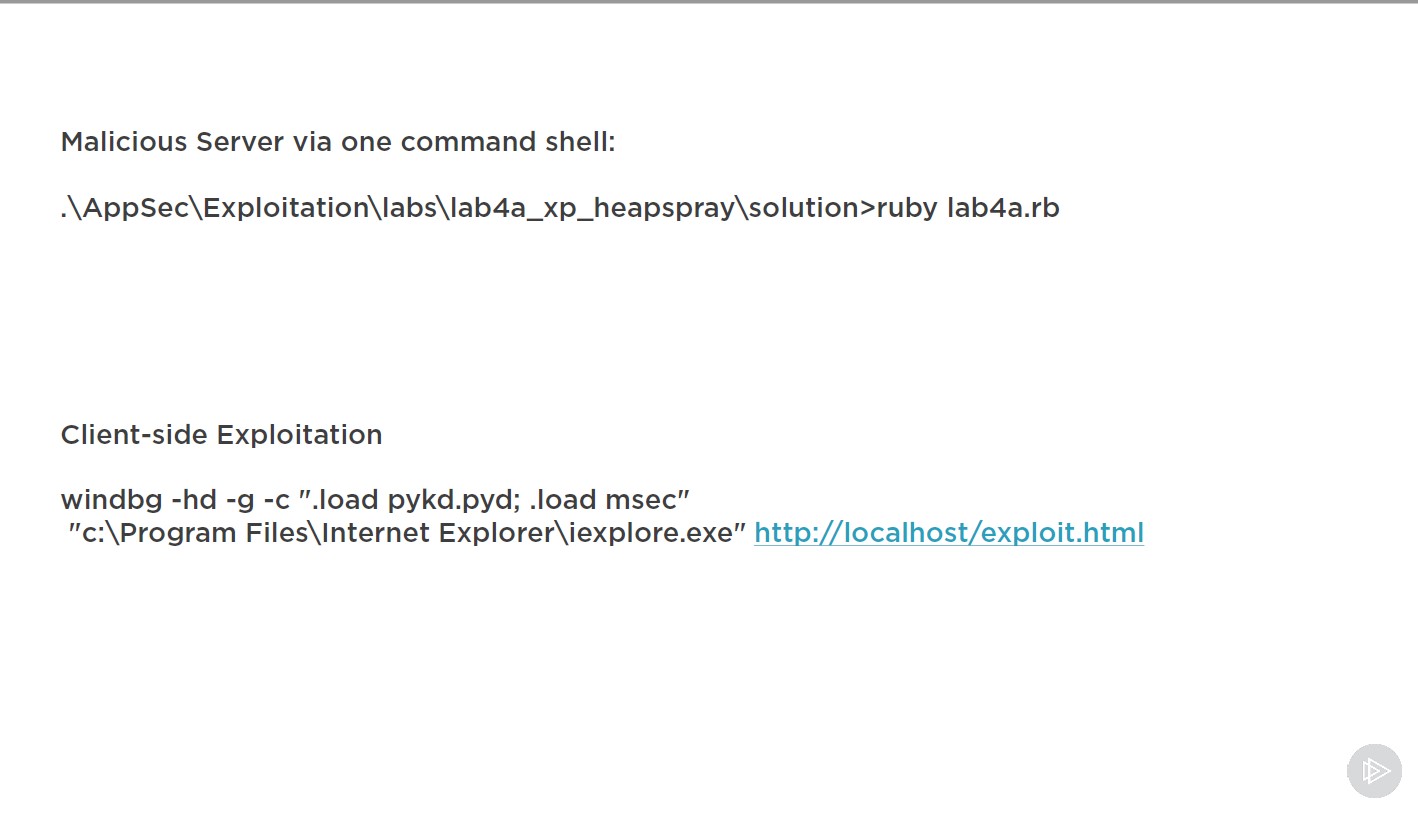 Malicious Server via one command shell:
.\AppSec\Exploitation\labs\lab4a_xp_heapspray\solution>ruby lab4a.rb
Client-side Exploitation
windbg -hd -g -c ".load pykd.pyd; .load msec"
"c:\Program Files\Internet Explorer\iexplore.exe" http://localhost/exploit.html